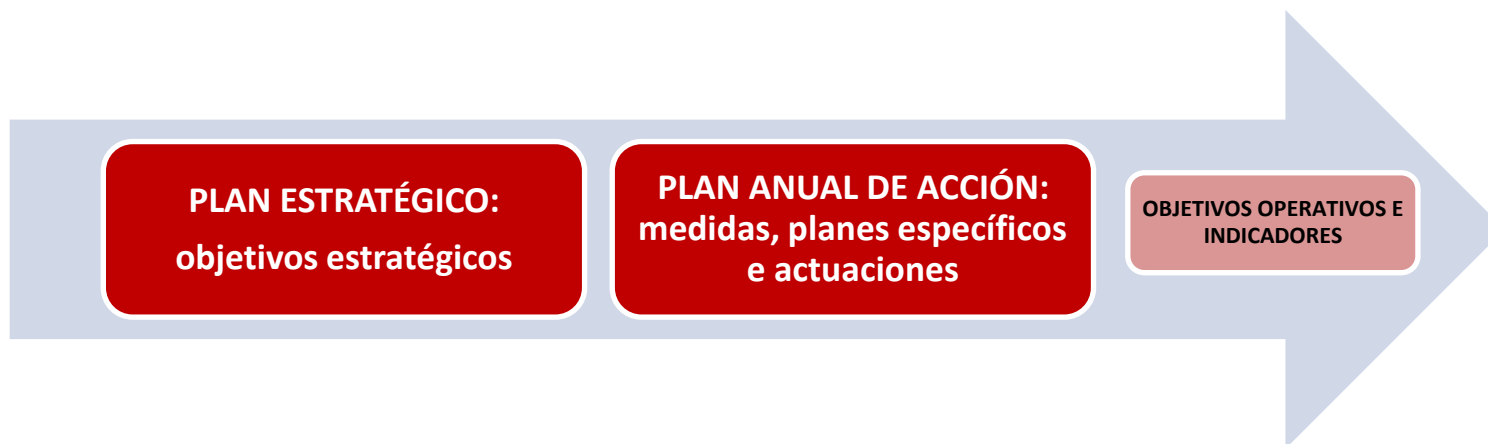 PLAN ESTRATÉGICO:
objetivos estratégicos
PLAN ANUAL DE ACCIÓN:
medidas, planes específicos
e actuaciones
OBJETIVOS OPERATIVOS E
INDICADORES